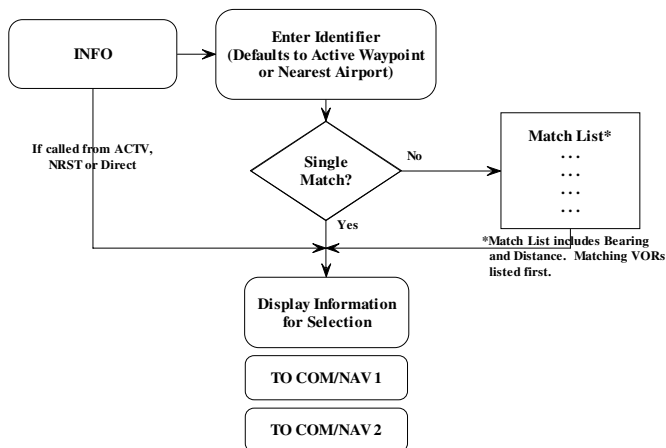 INFO
Enter Identifier
(Defaults to Active Waypoint
or Nearest Airport)
If called from ACTV,
NRST or Direct
Single
Match?
No
Yes
Match List*
. . .
. . .
. . .
. . .
*Match List includes Bearing
and Distance. Matching VORs
listed first.
Display Information
for Selection
TO COM/NAV 1
TO COM/NAV 2